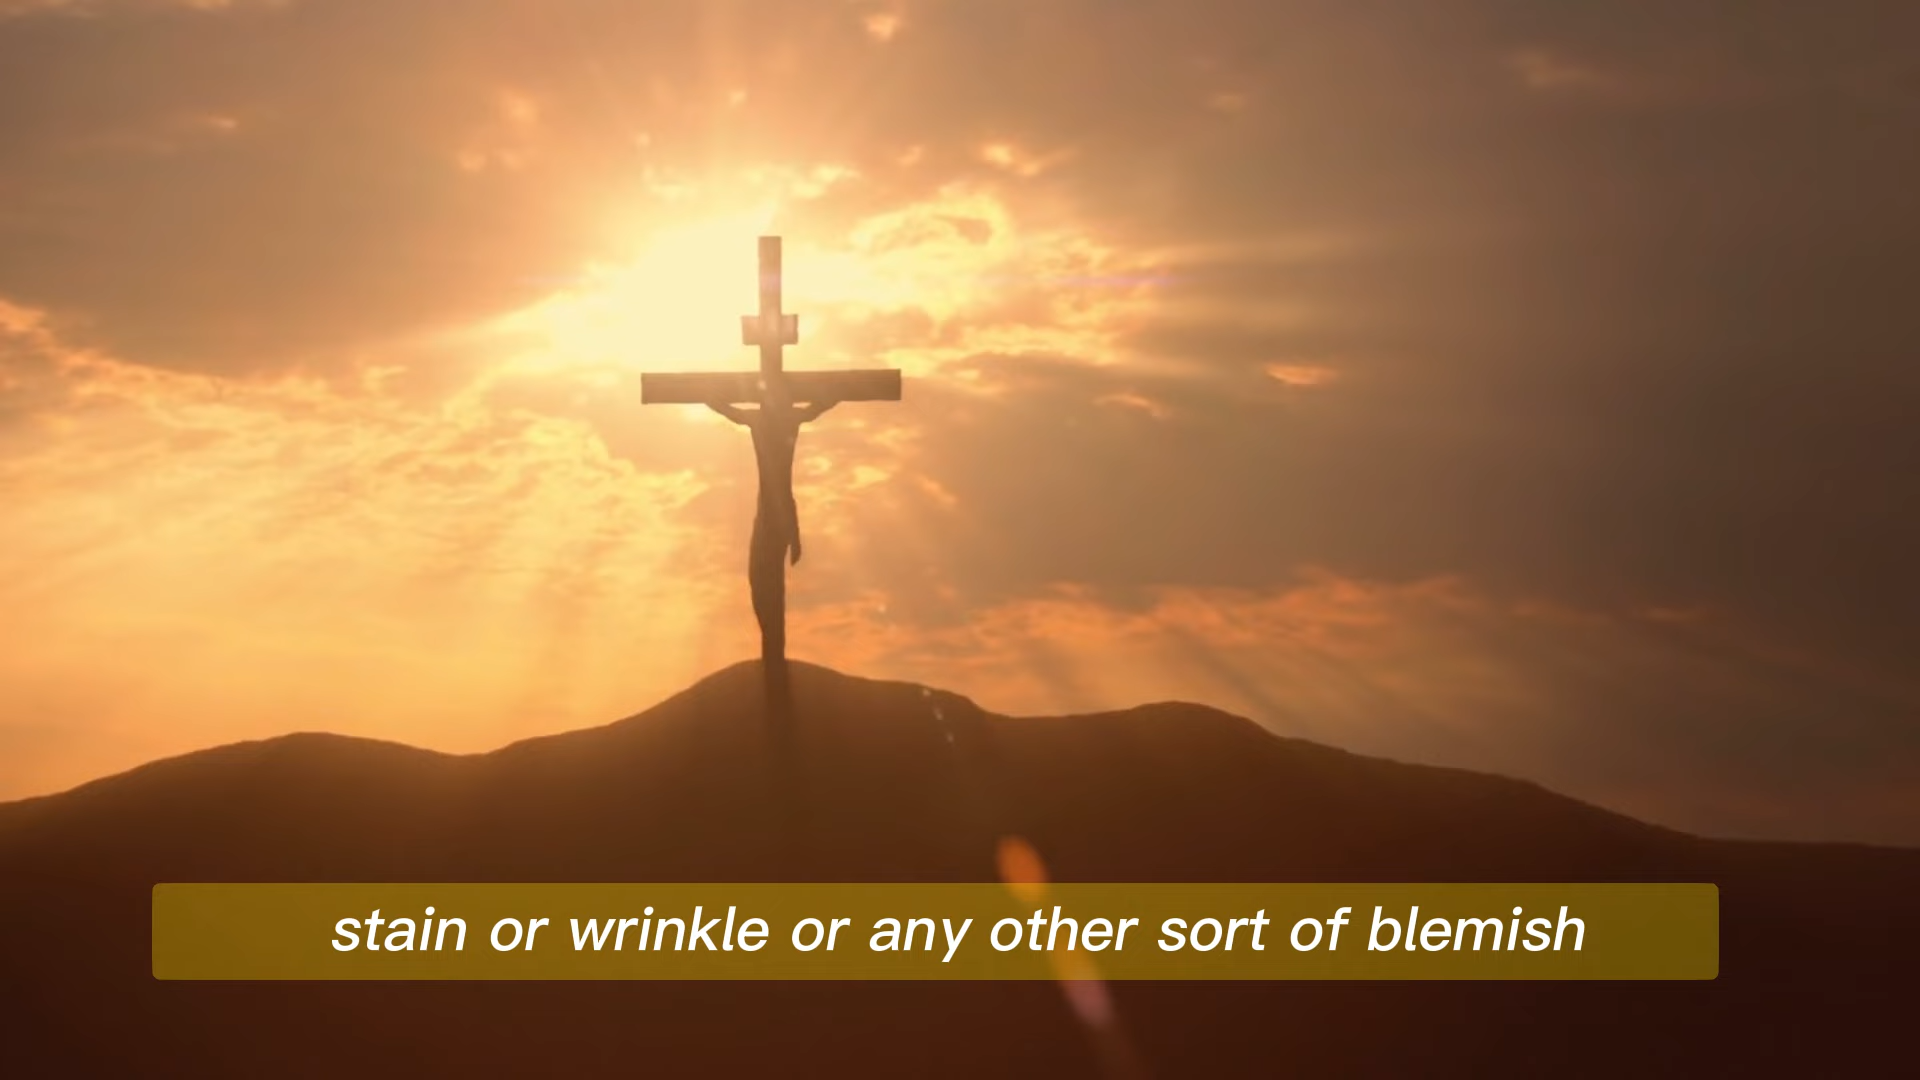 stain or wrinkle or any other sort of blemish